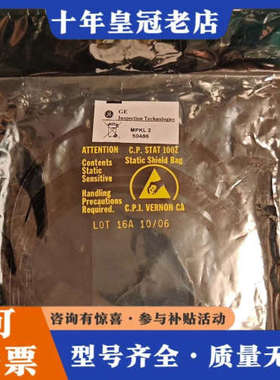 十年皇冠老店
GE
Inspection Technologies
MPKL 2
50486
ATTENTION
C.P. STAT 100Z
Contents
Static Shield Bag
Static
Sensitive
Handling
Precautions
Required.
C.P.I. VERNON CA
LOT 16A 10/06
可
票
咨询有惊喜·参与补贴活动
型号齐全·质量无